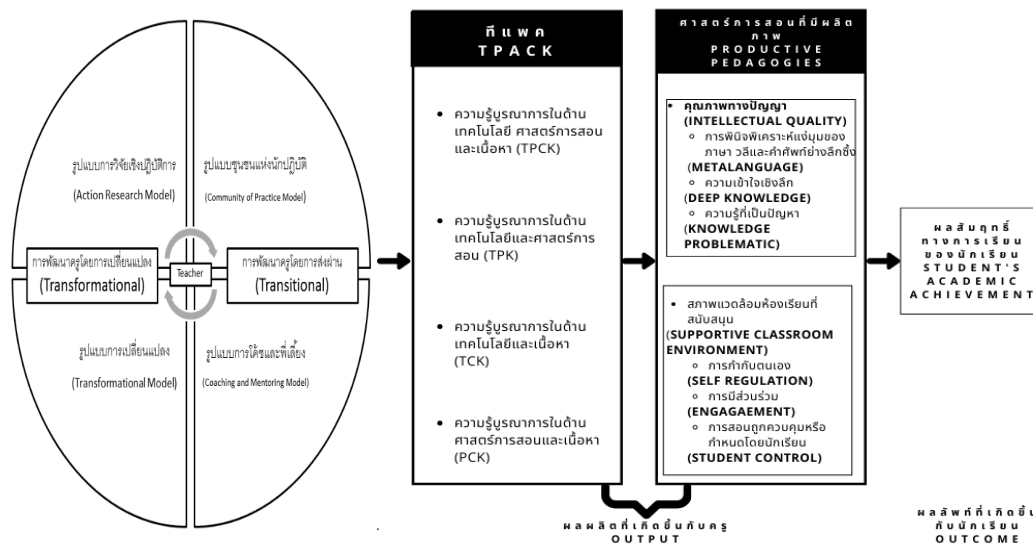 รูปแบบการวิจัยเชิงปฏิบัติการ
(Action Research Model)
รูปแบบชุมชนแห่งนักปฏิบัติ
(Community of Practice Model)
การพัฒนาครูโดยการเปลี่ยนแปลง
(Transformational)
Teacher
การพัฒนาครูโดยการส่งผ่าน
(Transitional)
รูปแบบการเปลี่ยนแปลง
(Transformational Model)
รูปแบบการโค้ชและพี่เลี้ยง
(Coaching and Mentoring Model)
ทีแพค
TPACK
• ความรู้บูรณาการในด้าน
เทคโนโลยี ศาสตร์การสอน
และเนื้อหา (TPCK)
• ความรู้บูรณาการในด้าน
เทคโนโลยีและศาสตร์การ
สอน (TPK)
• ความรู้บูรณาการในด้าน
เทคโนโลยีและเนื้อหา
(TCK)
• ความรู้บูรณาการในด้าน
ศาสตร์การสอนและเนื้อหา
(PCK)
ศาสตร์การสอนที่มีผลิต
ภาพ
PRODUCTIVE
PEDAGOGIES
• คุณภาพทางปัญญา
(INTELLECTUAL QUALITY)
◦ การพินิจพิเคราะห์แง่มุมของ
ภาษา วลีและคำศัพท์ย่างลึกซึ้ง
(METALANGUAGE)
◦ ความเข้าใจเชิงลึก
(DEEP KNOWLEDGE)
◦ ความรู้ที่เป็นปัญหา
(KNOWLEDGE
PROBLEMATIC)
• สภาพแวดล้อมห้องเรียนที่
สนับสนุน
(SUPPORTIVE CLASSROOM
ENVIRONMENT)
◦ การกำกับตนเอง
(SELF REGULATION)
◦ การมีส่วนร่วม
(ENGAGAEMENT)
◦ การสอนถูกควบคุมหรือ
กำหนดโดยนักเรียน
(STUDENT CONTROL)
ผลสัมฤทธิ์
ทางการเรียน
ของนักเรียน
STUDENT'S
ACADEMIC
ACHIEVEMENT
ผลผลิตที่เกิดขึ้นกับครู
OUTPUT
ผลลัพท์ที่เกิดขึ้น
กับนักเรียน
OUTCOME